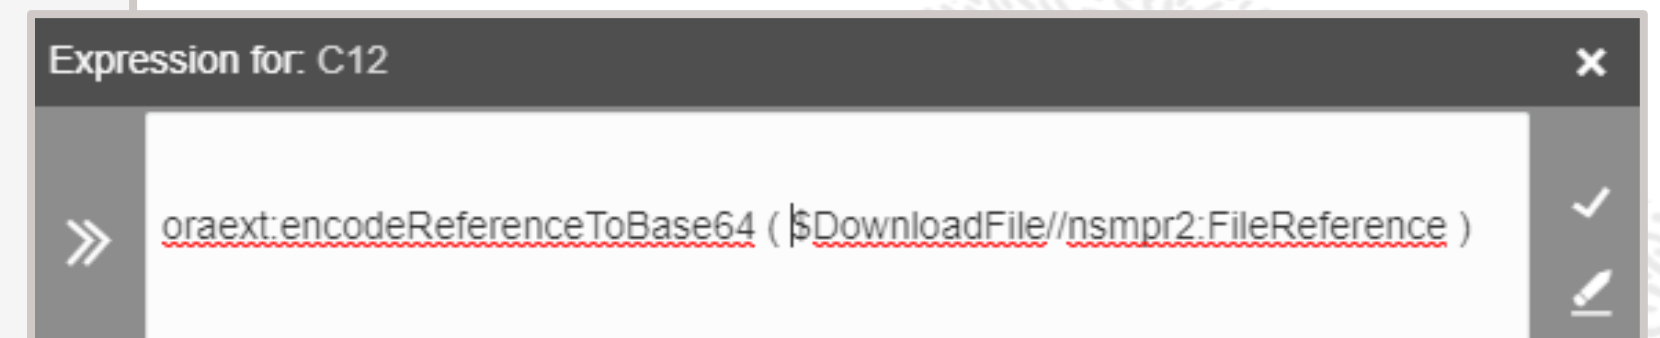 Expression for: C12
oraext:encodeReferenceToBase64 ( $DownloadFile//nsmpr2:FileReference )